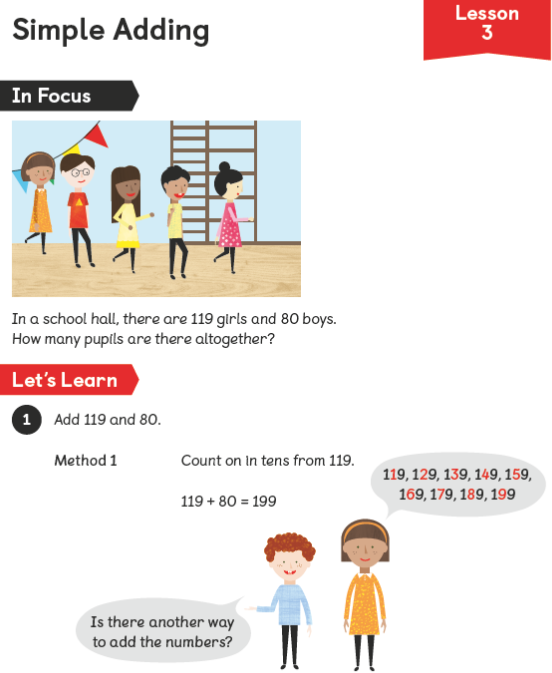 Simple Adding
Lesson
3
In Focus
In a school hall, there are 119 girls and 80 boys.
How many pupils are there altogether?
Let's Learn
1 Add 119 and 80.
Method 1 Count on in tens from 119.
119, 129, 139, 149, 159,
169, 179, 189, 199
119 + 80 = 199
Is there another way
to add the numbers?